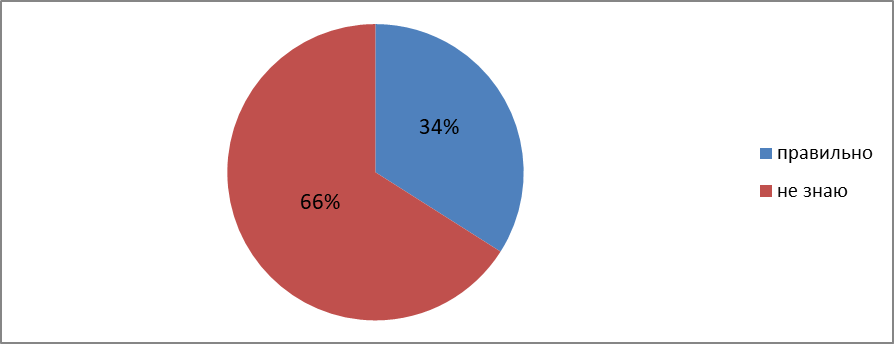 34%
66%
правильно
не знаю